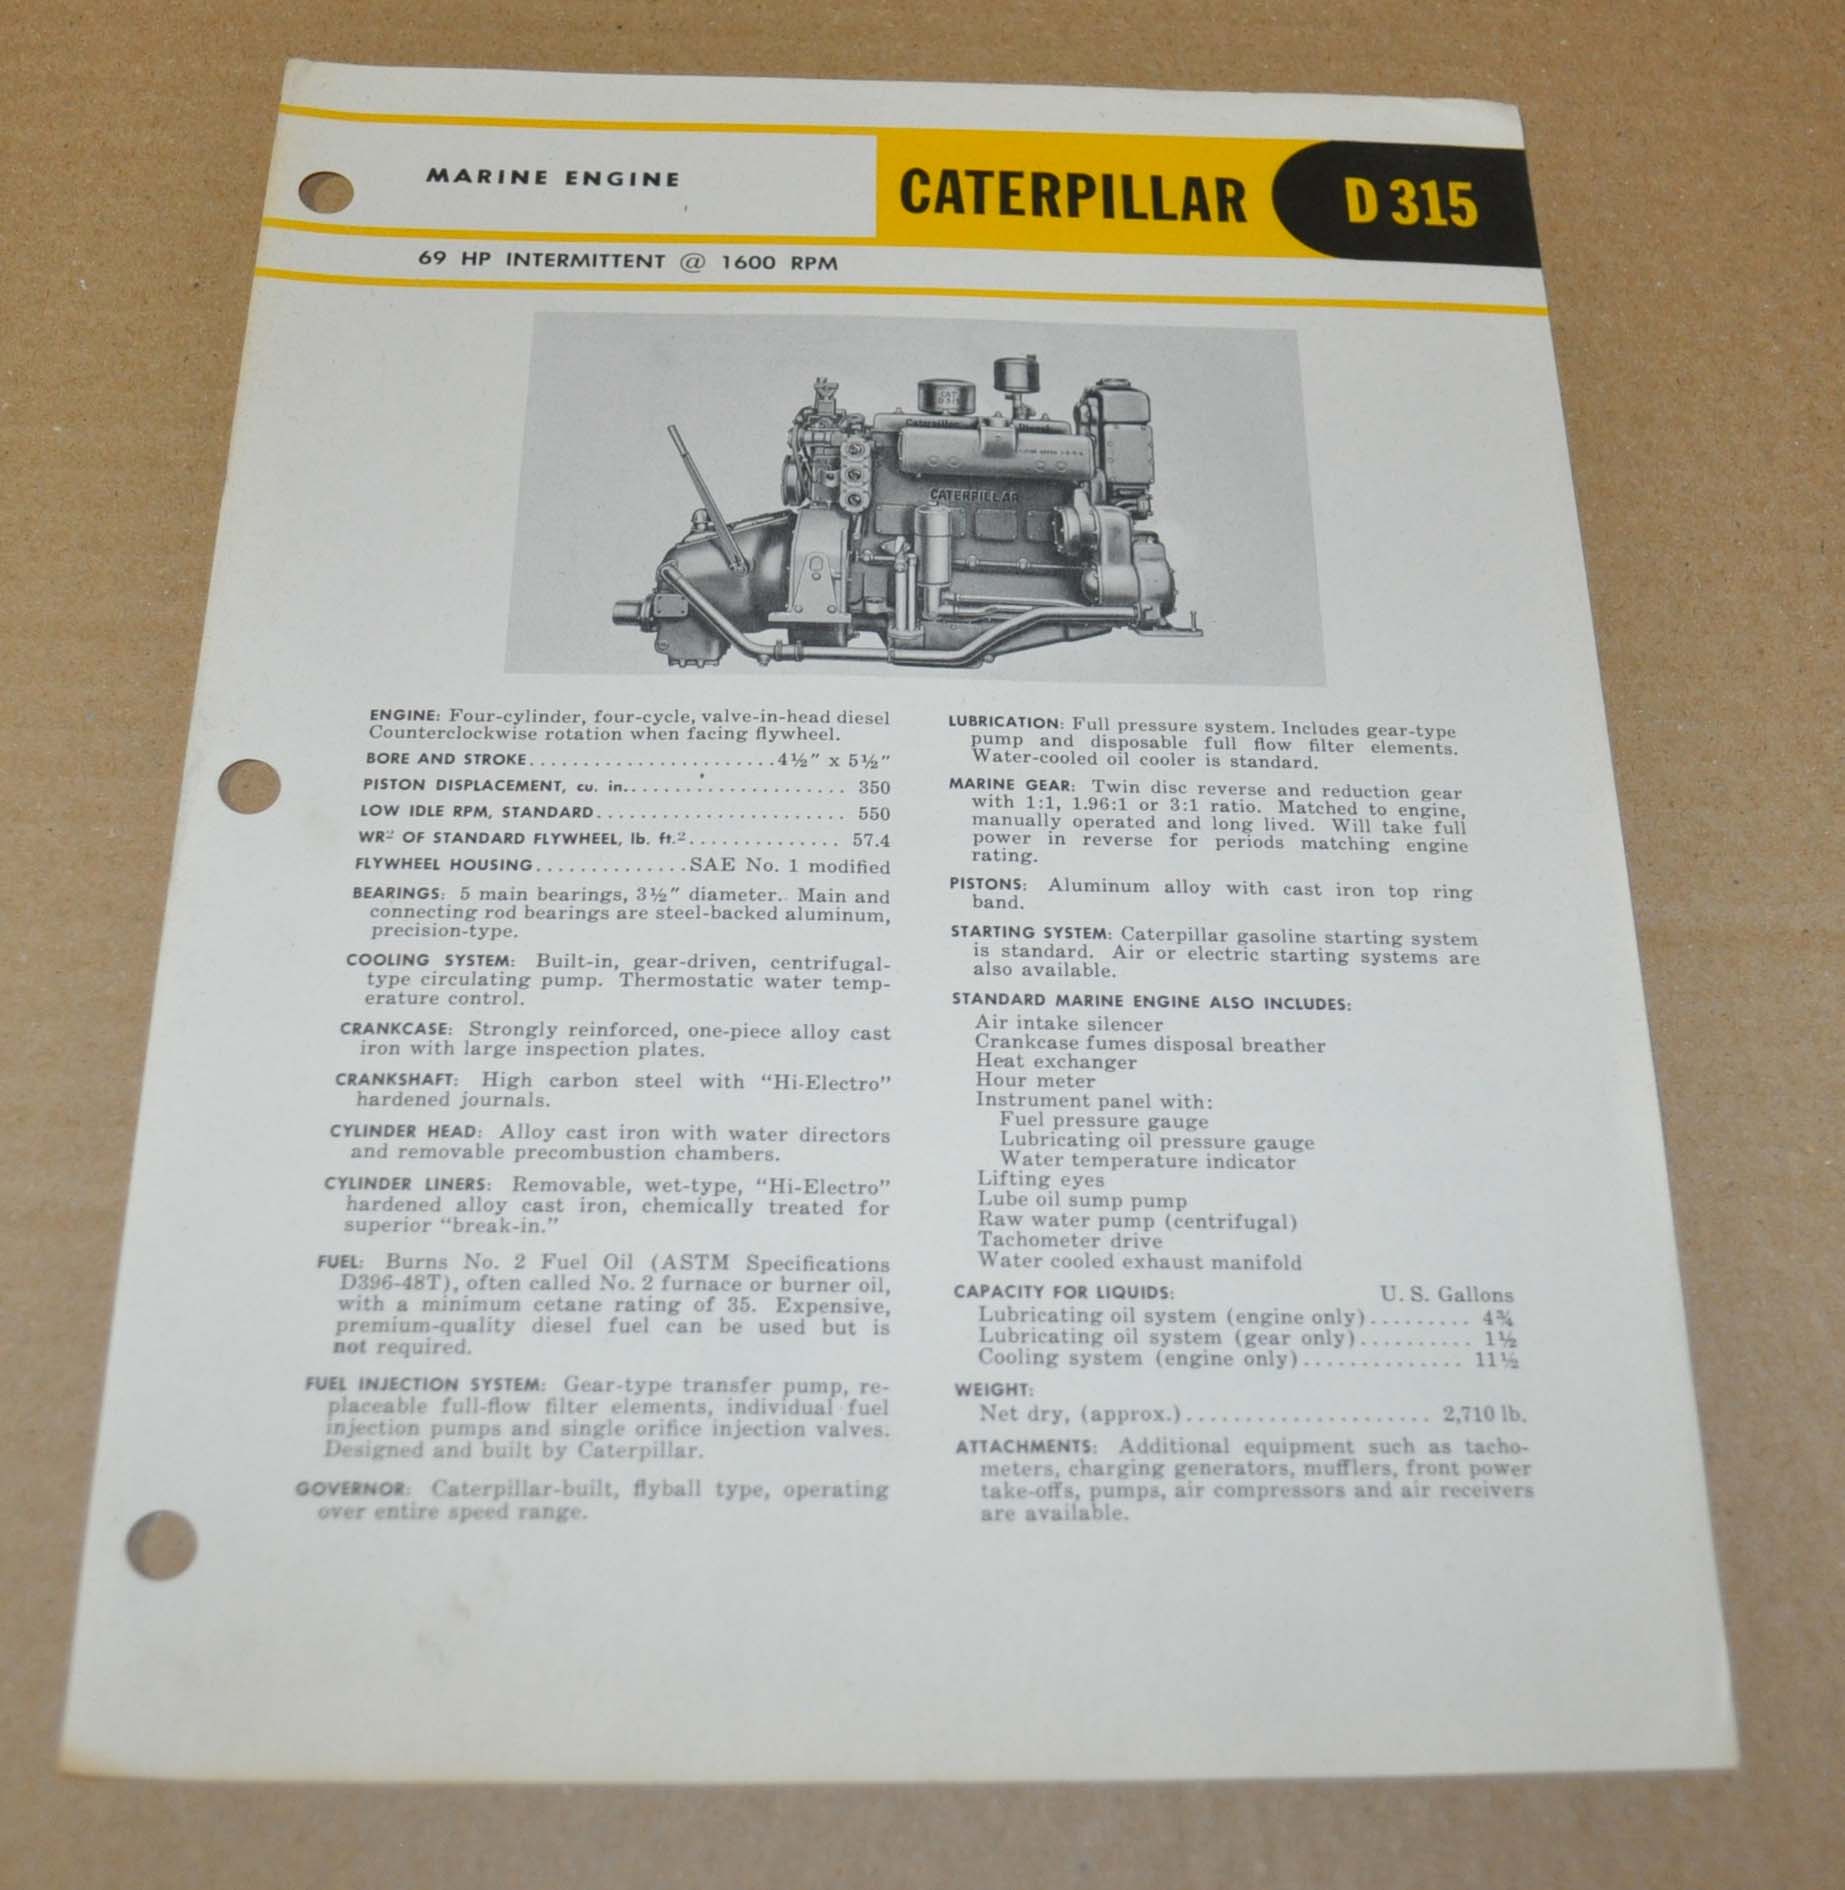 MARINE ENGINE
CATERPILLAR
D 315
69 HP INTERMITTENT @ 1600 RPM
CAT
D 315
Caterpillar Diesel
CATERPILLAR
ENGINE: Four-cylinder, four-cycle, valve-in-head diesel
Counterclockwise rotation when facing flywheel.
BORE AND STROKE.......................4½" x 5½"
PISTON DISPLACEMENT, cu. in...................... 350
LOW IDLE RPM, STANDARD........................ 550
WR² OF STANDARD FLYWHEEL, lb. ft.².............. 57.4
FLYWHEEL HOUSING..............SAE No. 1 modified
BEARINGS: 5 main bearings, 3½" diameter. Main and
connecting rod bearings are steel-backed aluminum,
precision-type.
COOLING SYSTEM: Built-in, gear-driven, centrifugal-
type circulating pump. Thermostatic water temp-
erature control.
CRANKCASE: Strongly reinforced, one-piece alloy cast
iron with large inspection plates.
CRANKSHAFT: High carbon steel with "Hi-Electro"
hardened journals.
CYLINDER HEAD: Alloy cast iron with water directors
and removable precombustion chambers.
CYLINDER LINERS: Removable, wet-type, "Hi-Electro"
hardened alloy cast iron, chemically treated for
superior "break-in."
FUEL: Burns No. 2 Fuel Oil (ASTM Specifications
D396-48T), often called No. 2 furnace or burner oil,
with a minimum cetane rating of 35. Expensive,
premium-quality diesel fuel can be used but is
not required.
FUEL INJECTION SYSTEM: Gear-type transfer pump, re-
placeable full-flow filter elements, individual fuel
injection pumps and single orifice injection valves.
Designed and built by Caterpillar.
GOVERNOR: Caterpillar-built, flyball type, operating
over entire speed range.
LUBRICATION: Full pressure system. Includes gear-type
pump and disposable full flow filter elements.
Water-cooled oil cooler is standard.
MARINE GEAR: Twin disc reverse and reduction gear
with 1:1, 1.96:1 or 3:1 ratio. Matched to engine,
manually operated and long lived. Will take full
power in reverse for periods matching engine
rating.
PISTONS: Aluminum alloy with cast iron top ring
band.
STARTING SYSTEM: Caterpillar gasoline starting system
is standard. Air or electric starting systems are
also available.
STANDARD MARINE ENGINE ALSO INCLUDES:
Air intake silencer
Crankcase fumes disposal breather
Heat exchanger
Hour meter
Instrument panel with:
Fuel pressure gauge
Lubricating oil pressure gauge
Water temperature indicator
Lifting eyes
Lube oil sump pump
Raw water pump (centrifugal)
Tachometer drive
Water cooled exhaust manifold
CAPACITY FOR LIQUIDS: U. S. Gallons
Lubricating oil system (engine only)......... 4¾
Lubricating oil system (gear only).......... 1½
Cooling system (engine only).............. 11½
WEIGHT:
Net dry, (approx.)...................... 2,710 lb.
ATTACHMENTS: Additional equipment such as tacho-
meters, charging generators, mufflers, front power
take-offs, pumps, air compressors and air receivers
are available.